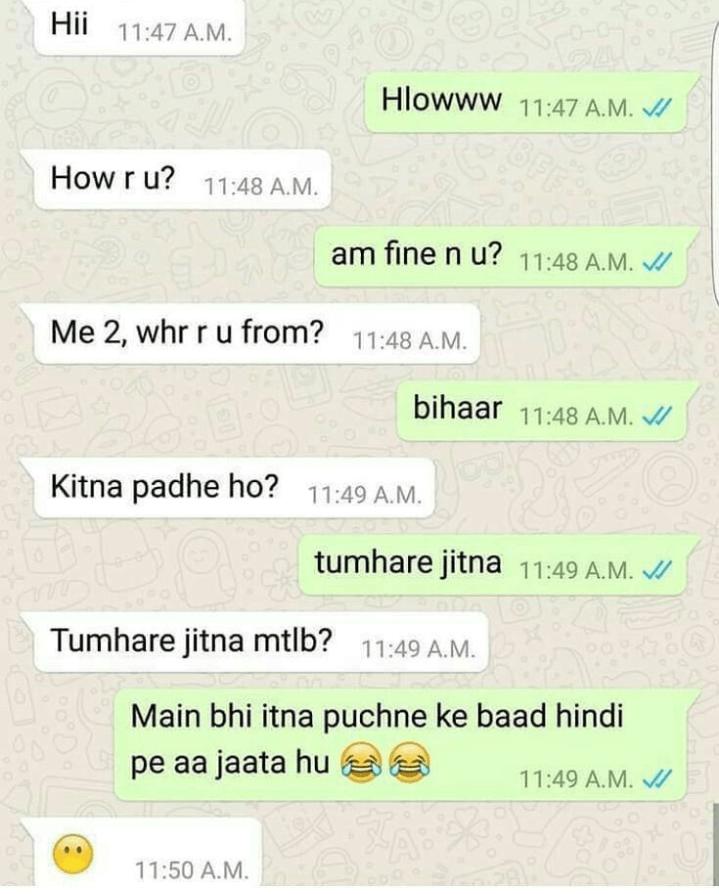 Hii 11:47 A.M.
Hlowww 11:47 A.M.
How r u? 11:48 A.M.
am fine n u? 11:48 A.M.
Me 2, whr r u from? 11:48 A.M.
bihaar 11:48 A.M.
Kitna padhe ho? 11:49 A.M.
tumhare jitna 11:49 A.M.
Tumhare jitna mtlb? 11:49 A.M.
Main bhi itna puchne ke baad hindi
pe aa jaata hu 😂😂 11:49 A.M.
😶 11:50 A.M.